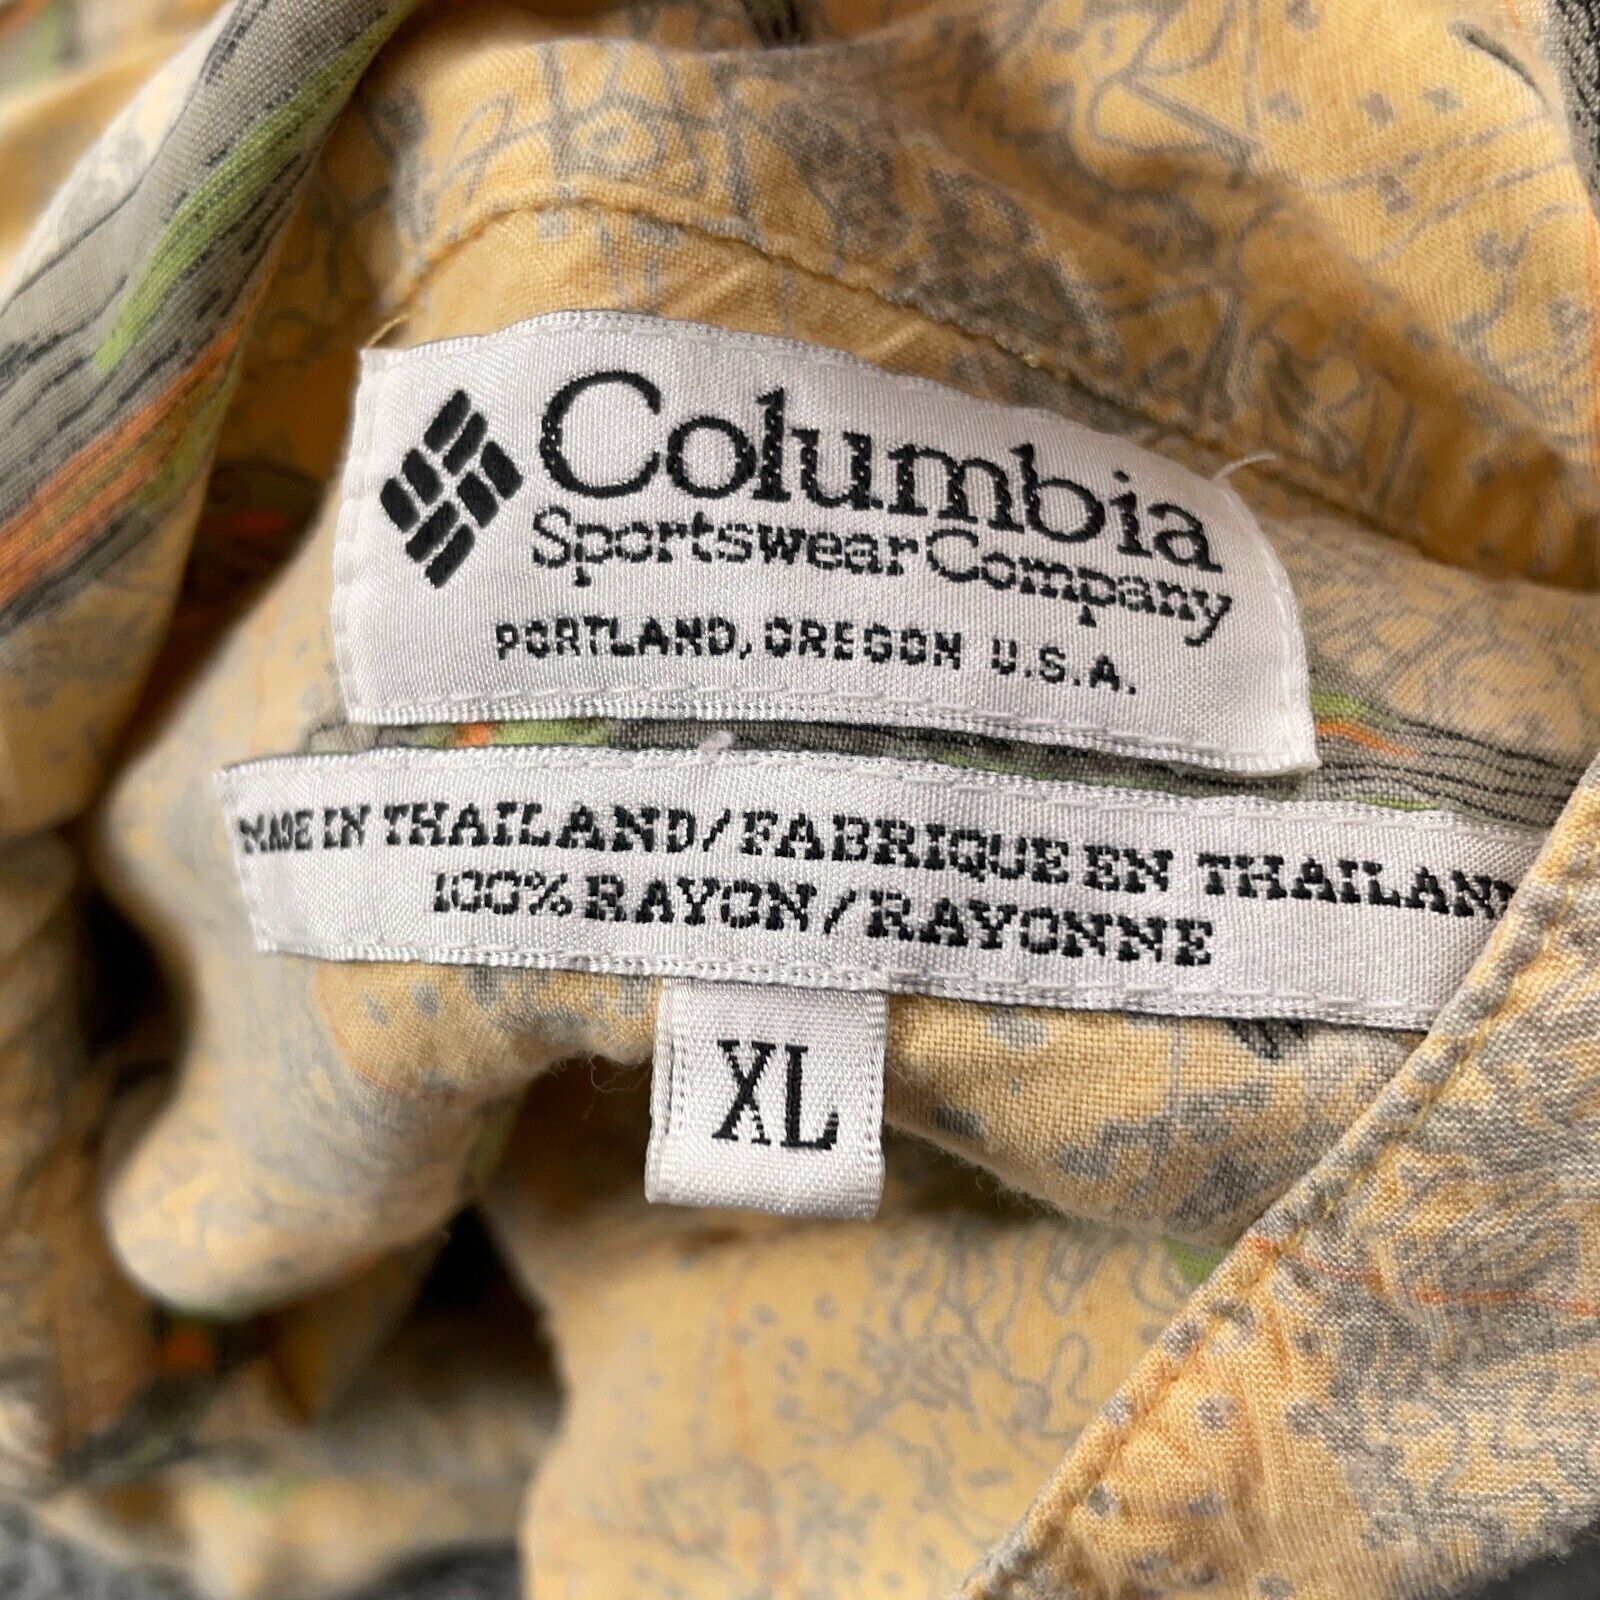 Columbia
Sportswear Company
PORTLAND, OREGON U.S.A.
MADE IN THAILAND/FABRIQUE EN THAILAND
100% RAYON/RAYONNE
XL